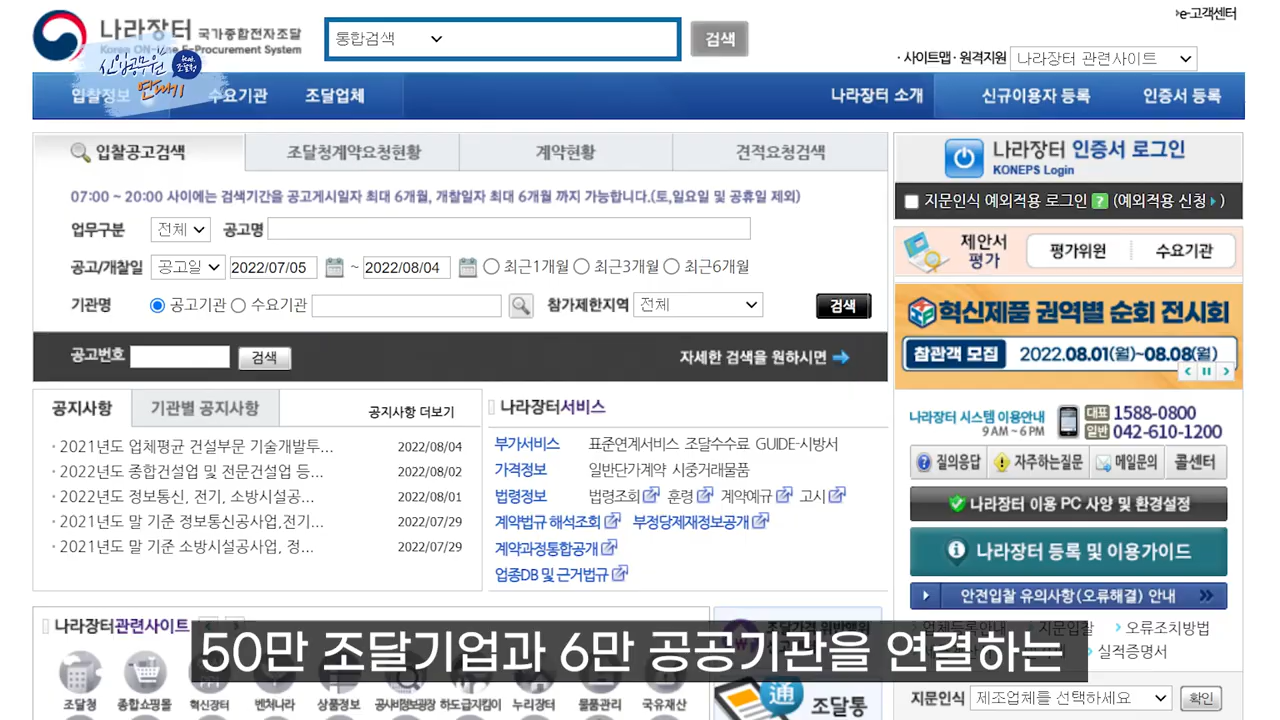 e-고객센터
나라장터 국가종합전자조달
Korea ON-line E-Procurement System
통합검색
검색
·사이트맵 ·원격지원
나라장터 관련사이트
신입공무원 feat. 조달청
연대기
입찰정보
수요기관
조달업체
나라장터 소개
신규이용자 등록
인증서 등록
입찰공고검색
조달청계약요청현황
계약현황
견적요청검색
07:00 ~ 20:00 사이에는 검색기간을 공고게시일자 최대 6개월, 개찰일자 최대 6개월 까지 가능합니다.(토,일요일 및 공휴일 제외)
업무구분 전체 공고명
공고/개찰일 공고일 2022/07/05 ~ 2022/08/04 최근1개월 최근3개월 최근6개월
기관명 공고기관 수요기관 참가제한지역 전체 검색
공고번호 검색 자세한 검색을 원하시면
나라장터 인증서 로그인
KONEPS Login
지문인식 예외적용 로그인 ? (예외적용 신청 )
제안서
평가
평가위원
수요기관
혁신제품 권역별 순회 전시회
참관객 모집 2022.08.01(월)~08.08(월)
공지사항
기관별 공지사항
공지사항 더보기
· 2021년도 업체평균 건설부문 기술개발투... 2022/08/04
· 2022년도 종합건설업 및 전문건설업 등... 2022/08/02
· 2022년도 정보통신, 전기, 소방시설공... 2022/08/01
· 2021년도 말 기준 정보통신공사업,전기... 2022/07/29
· 2021년도 말 기준 소방시설공사업, 정... 2022/07/29
나라장터서비스
부가서비스 표준연계서비스 조달수수료 GUIDE-시방서
가격정보 일반단가계약 시중거래물품
법령정보 법령조회 훈령 계약예규 고시
계약법규 해석조회 부정당제재정보공개
계약과정통합공개
업종DB 및 근거법규
나라장터 시스템 이용안내
9 AM ~ 6 PM
대표 1588-0800
일반 042-610-1200
질의응답
자주하는질문
메일문의
콜센터
나라장터 이용 PC 사양 및 환경설정
나라장터 등록 및 이용가이드
안전입찰 유의사항(오류해결) 안내
업체등록안내
지문입찰
오류조치방법
실적증명서
지문인식 제조업체를 선택하세요 확인
나라장터관련사이트
50만 조달기업과 6만 공공기관을 연결하는
조달청
종합쇼핑몰
혁신장터
벤처나라
상품정보
공사비정보광장
하도급지킴이
누리장터
물품관리
국유재산
通
조달통